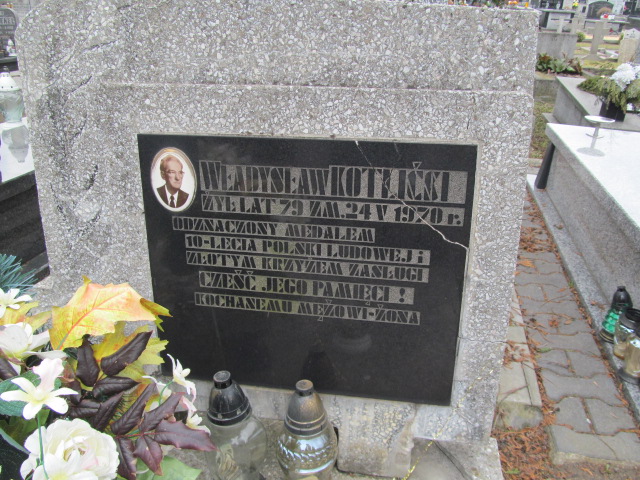 WŁADYSŁAW KOTLIŃSKI
ŻYŁ LAT 79 ZM. 24 V 1970 r.
ODZNACZONY MEDALEM
10-LECIA POLSKI LUDOWEJ i
ZŁOTYM KRZYŻEM ZASŁUGI
CZEŚĆ JEGO PAMIĘCI !
KOCHANEMU MĘŻOWI-ŻONA